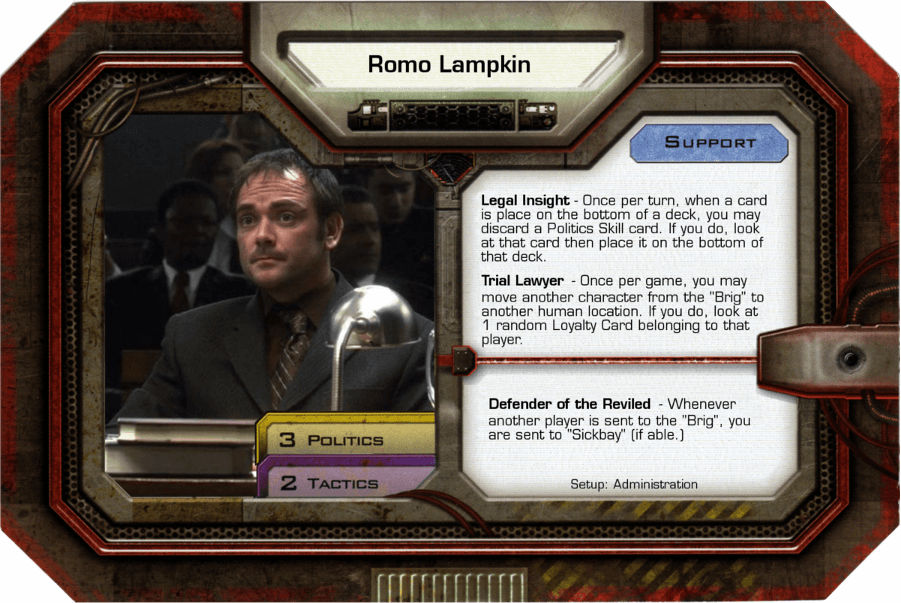 Romo Lampkin
SUPPORT
Legal Insight - Once per turn, when a card
is place on the bottom of a deck, you may
discard a Politics Skill card. If you do, look
at that card then place it on the bottom of
that deck.
Trial Lawyer - Once per game, you may
move another character from the "Brig" to
another human location. If you do, look at
1 random Loyalty Card belonging to that
player.
Defender of the Reviled - Whenever
another player is sent to the "Brig", you
are sent to "Sickbay" (if able.)
Setup: Administration
3 POLITICS
2 TACTICS